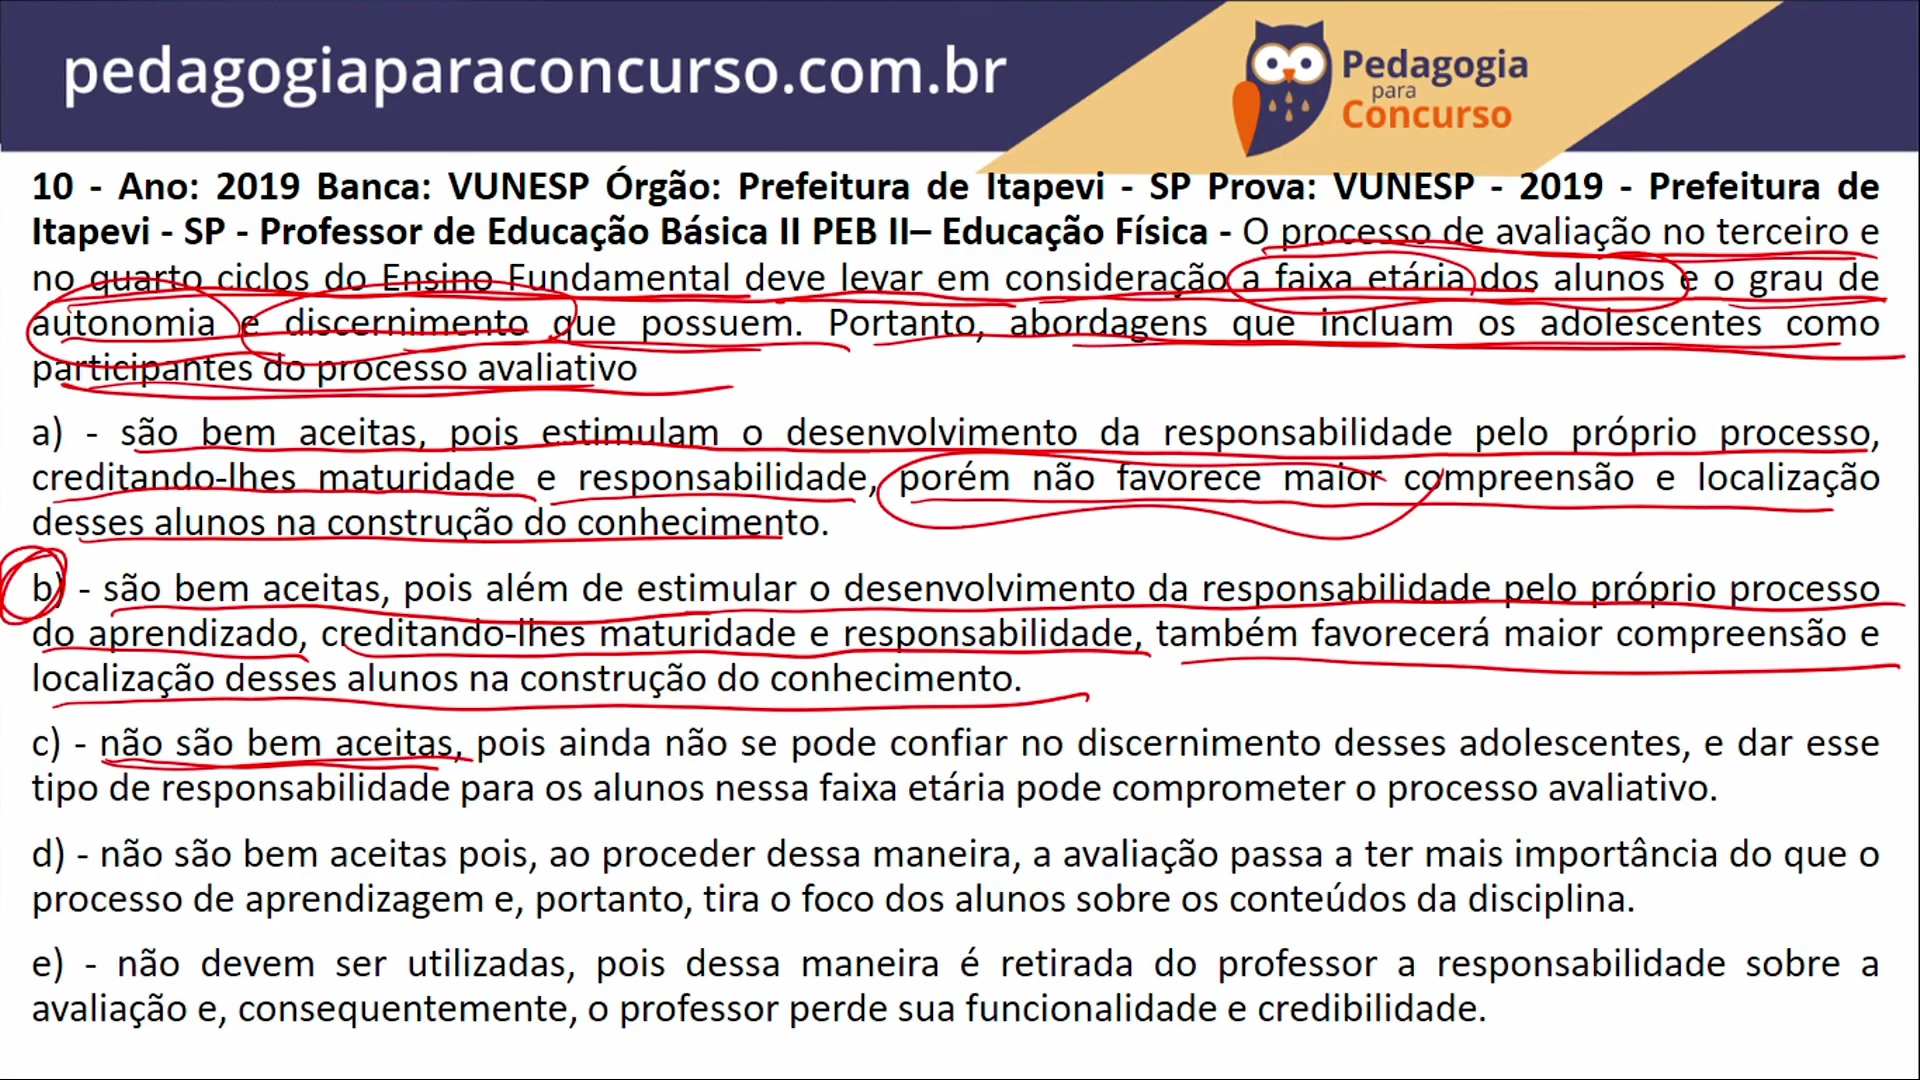 pedagogiaparaconcurso.com.br
Pedagogia
para
Concurso
10 - Ano: 2019 Banca: VUNESP Órgão: Prefeitura de Itapevi - SP Prova: VUNESP - 2019 - Prefeitura de
Itapevi - SP - Professor de Educação Básica II PEB II– Educação Física - O processo de avaliação no terceiro e
no quarto ciclos do Ensino Fundamental deve levar em consideração a faixa etária dos alunos e o grau de
autonomia e discernimento que possuem. Portanto, abordagens que incluam os adolescentes como
participantes do processo avaliativo
a) - são bem aceitas, pois estimulam o desenvolvimento da responsabilidade pelo próprio processo,
creditando-lhes maturidade e responsabilidade, porém não favorece maior compreensão e localização
desses alunos na construção do conhecimento.
b) - são bem aceitas, pois além de estimular o desenvolvimento da responsabilidade pelo próprio processo
do aprendizado, creditando-lhes maturidade e responsabilidade, também favorecerá maior compreensão e
localização desses alunos na construção do conhecimento.
c) - não são bem aceitas, pois ainda não se pode confiar no discernimento desses adolescentes, e dar esse
tipo de responsabilidade para os alunos nessa faixa etária pode comprometer o processo avaliativo.
d) - não são bem aceitas pois, ao proceder dessa maneira, a avaliação passa a ter mais importância do que o
processo de aprendizagem e, portanto, tira o foco dos alunos sobre os conteúdos da disciplina.
e) - não devem ser utilizadas, pois dessa maneira é retirada do professor a responsabilidade sobre a
avaliação e, consequentemente, o professor perde sua funcionalidade e credibilidade.